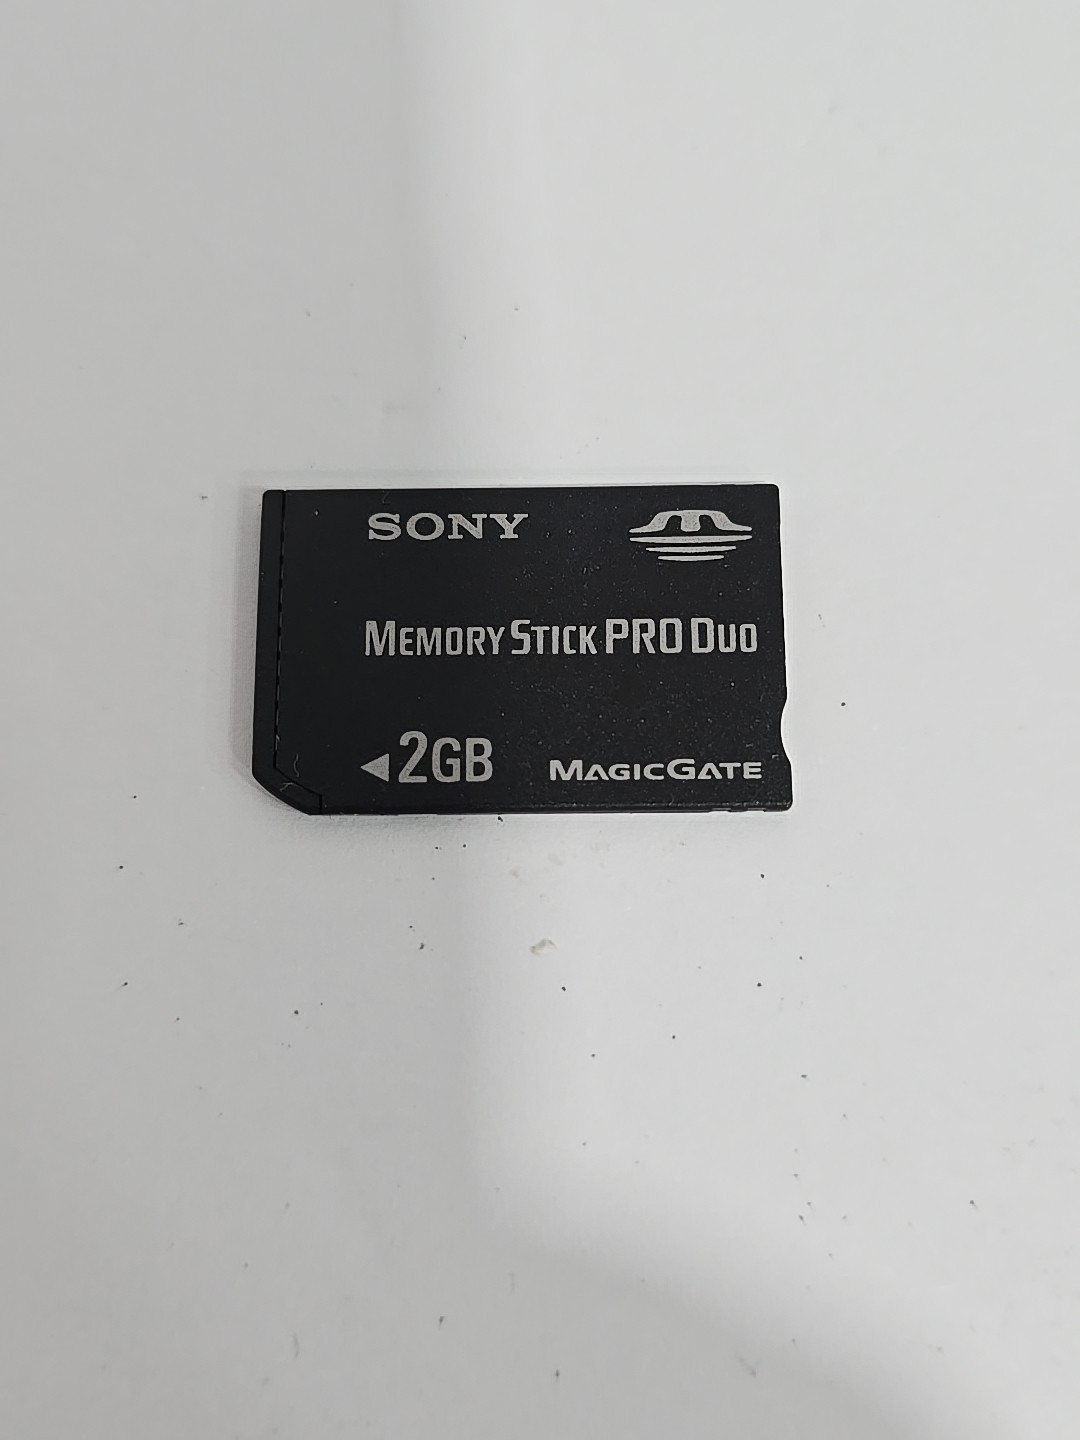 SONY
MEMORY STICK PRO DUO
2GB MAGICGATE